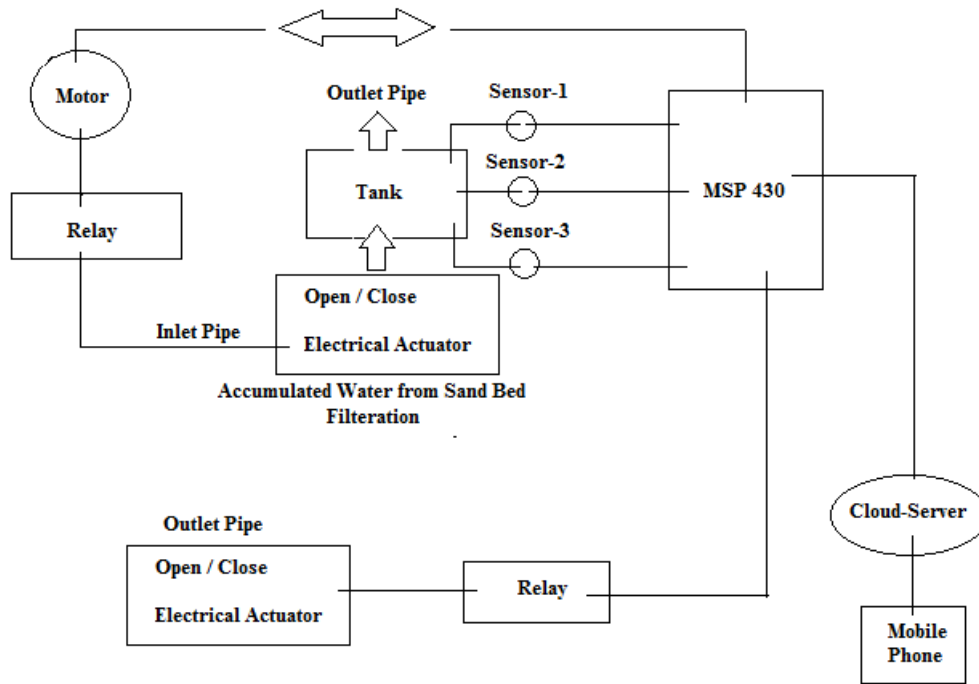 Motor
Outlet Pipe
Sensor-1
Sensor-2
Tank
MSP 430
Relay
Sensor-3
Open / Close
Inlet Pipe
Electrical Actuator
Accumulated Water from Sand Bed
Filteration
Cloud-Server
Outlet Pipe
Open / Close
Electrical Actuator
Relay
Mobile
Phone